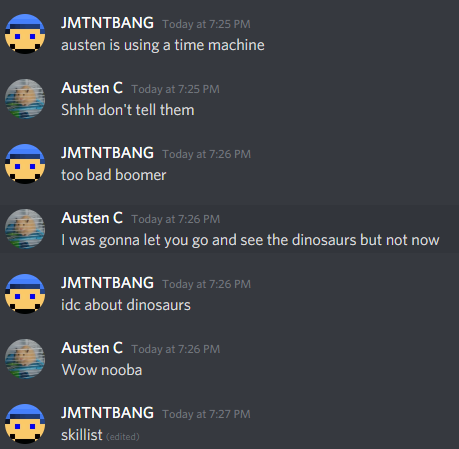 JMTNTBANG Today at 7:25 PM
austen is using a time machine
Austen C Today at 7:25 PM
Shhh don't tell them
JMTNTBANG Today at 7:26 PM
too bad boomer
Austen C Today at 7:26 PM
I was gonna let you go and see the dinosaurs but not now
JMTNTBANG Today at 7:26 PM
idc about dinosaurs
Austen C Today at 7:26 PM
Wow nooba
JMTNTBANG Today at 7:27 PM
skillist (edited)